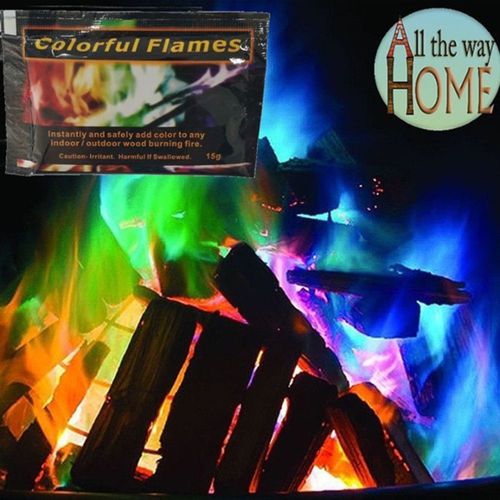 Colorful Flames
Instantly and safely add color to any
indoor / outdoor wood burning fire.
Caution- Irritant. Harmful If Swallowed. 15g
All the way
HOME